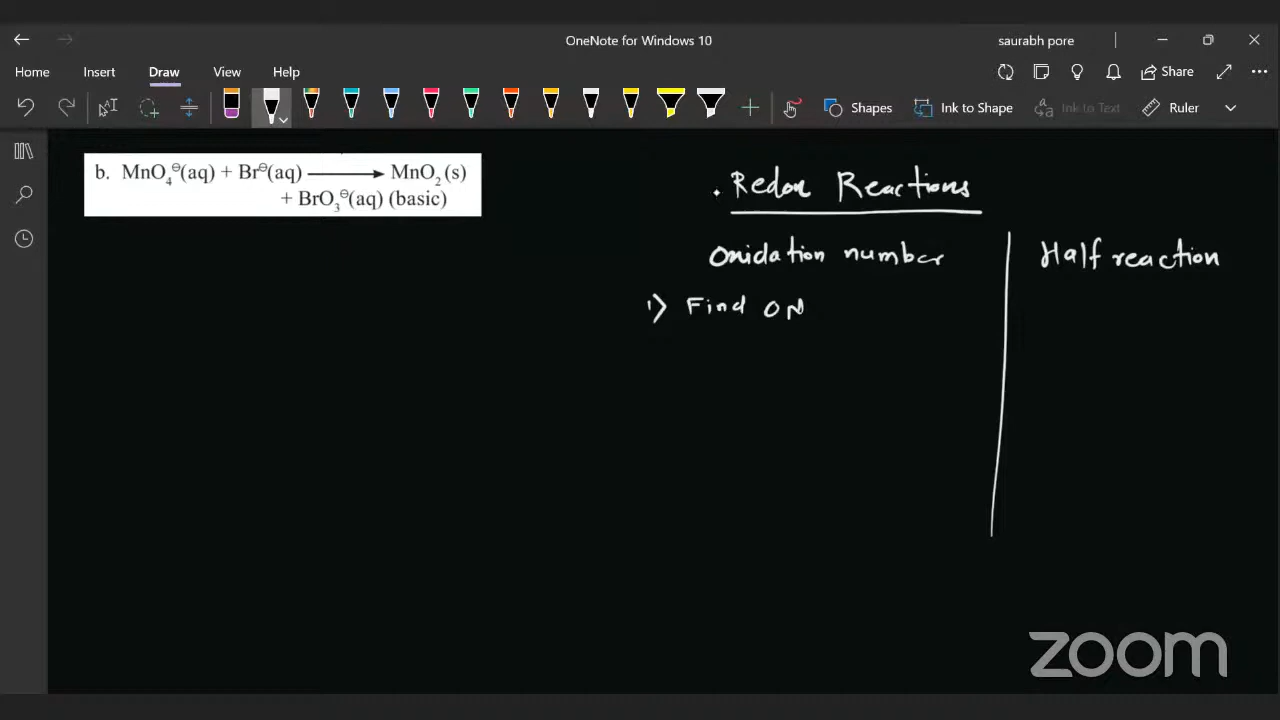 OneNote for Windows 10
saurabh pore
Home Insert Draw View Help
Share
Shapes
Ink to Shape
Ink to Text
Ruler
b. MnO₄⊖(aq) + Br⊖(aq) ⟶ MnO₂(s)
+ BrO₃⊖(aq) (basic)
. Redox Reactions
Oxidation number
Half reaction
1) Find ON
zoom